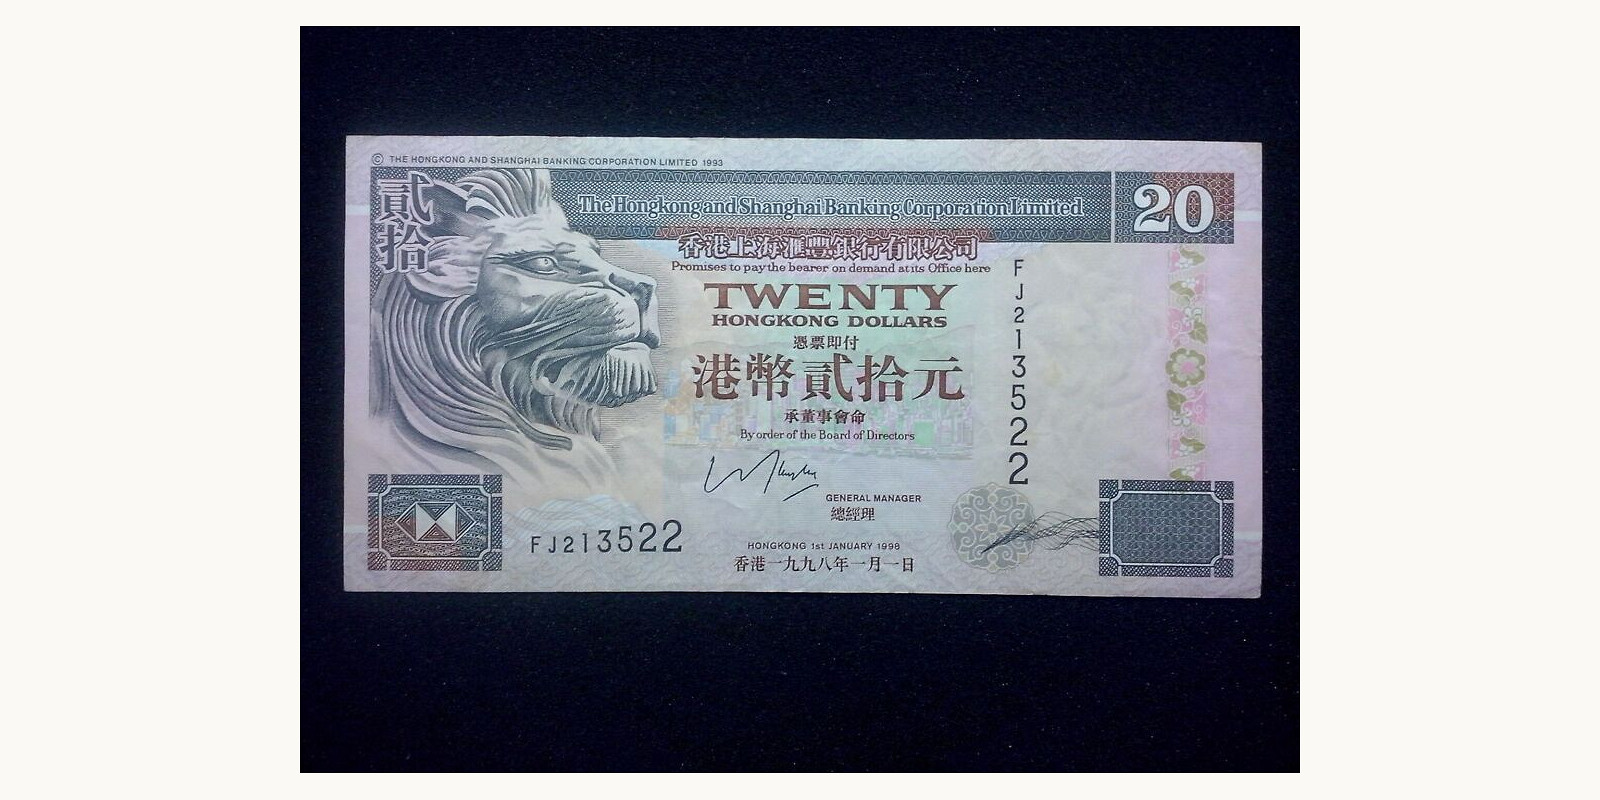 © THE HONGKONG AND SHANGHAI BANKING CORPORATION LIMITED 1993
貳拾
The Hongkong and Shanghai Banking Corporation Limited
20
香港上海滙豐銀行有限公司
Promises to pay the bearer on demand at its Office here
TWENTY
HONGKONG DOLLARS
憑票即付
港幣貳拾元
承董事會命
By order of the Board of Directors
GENERAL MANAGER
總經理
FJ213522
FJ213522
HONGKONG 1st JANUARY 1998
香港一九九八年一月一日